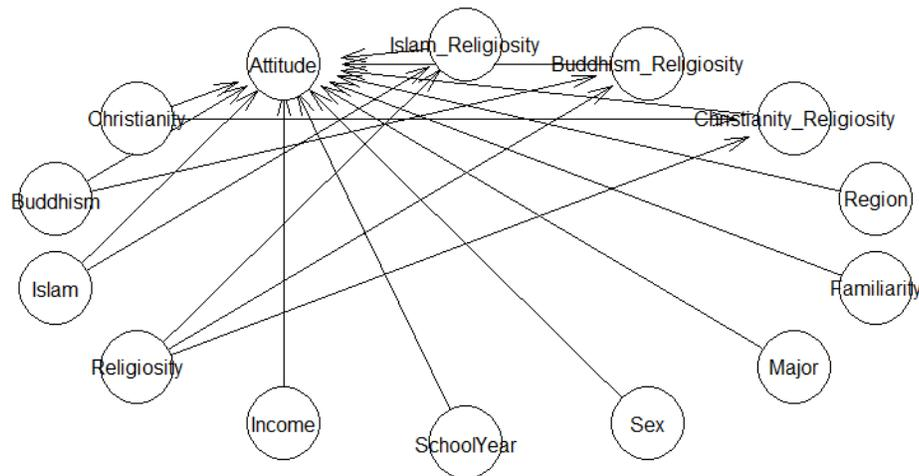 Attitude
Islam_Religiosity
Buddhism_Religiosity
Christianity
Christianity_Religiosity
Buddhism
Region
Islam
Familiarity
Religiosity
Major
Income
SchoolYear
Sex